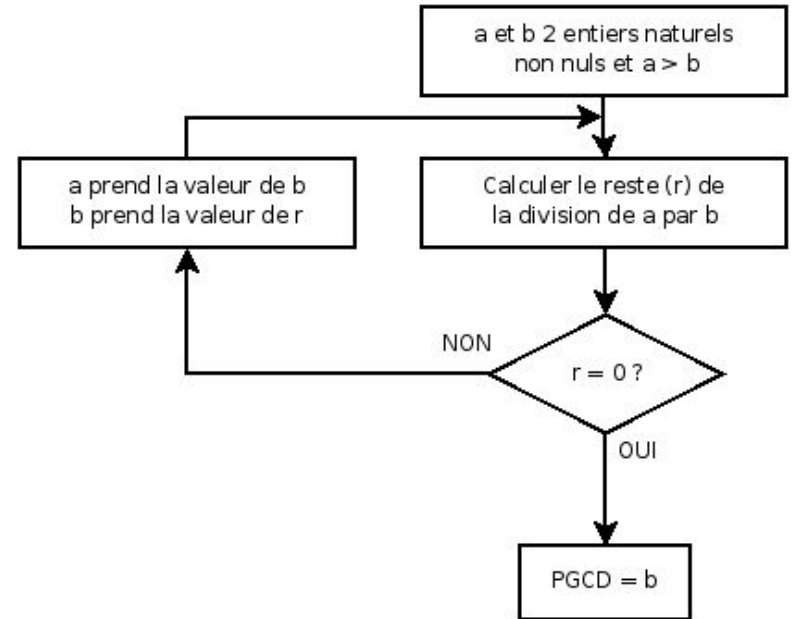 a et b 2 entiers naturels
non nuls et a > b
a prend la valeur de b
b prend la valeur de r
Calculer le reste (r) de
la division de a par b
NON
r = 0 ?
OUI
PGCD = b